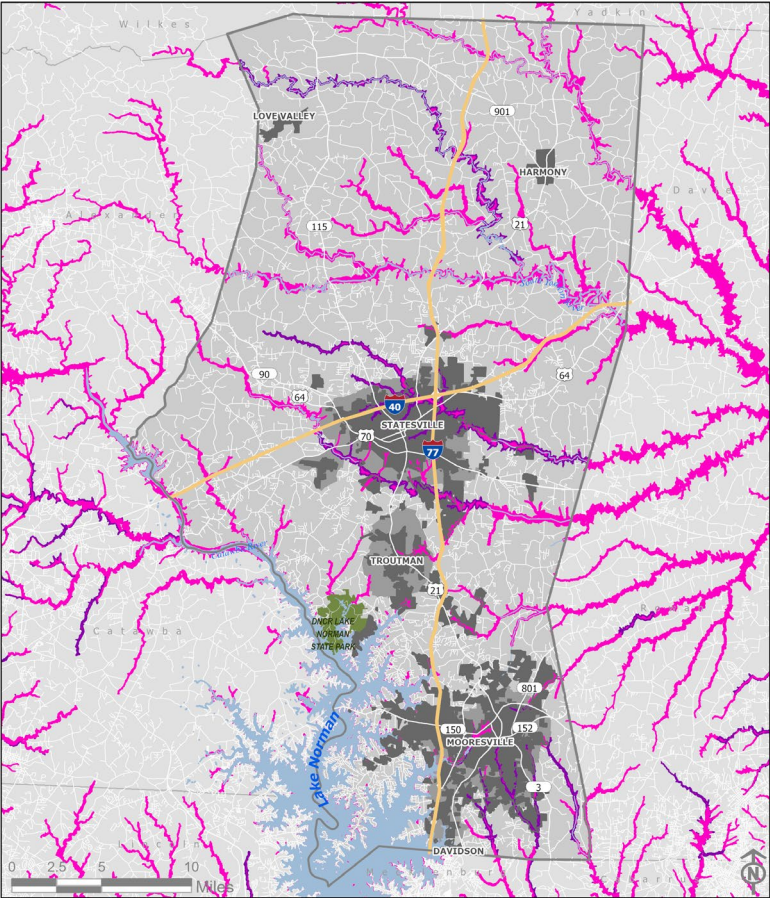 Wilkes
Yadkin
901
LOVE VALLEY
HARMONY
Davie
Alexander
115
21
90
64
64
40
STATESVILLE
70
77
TROUTMAN
21
DNCR LAKE
NORMAN
STATE PARK
Catawba
801
Lake Norman
150
152
MOORESVILLE
3
Lincoln
DAVIDSON
0 2.5 5 10
Miles
N